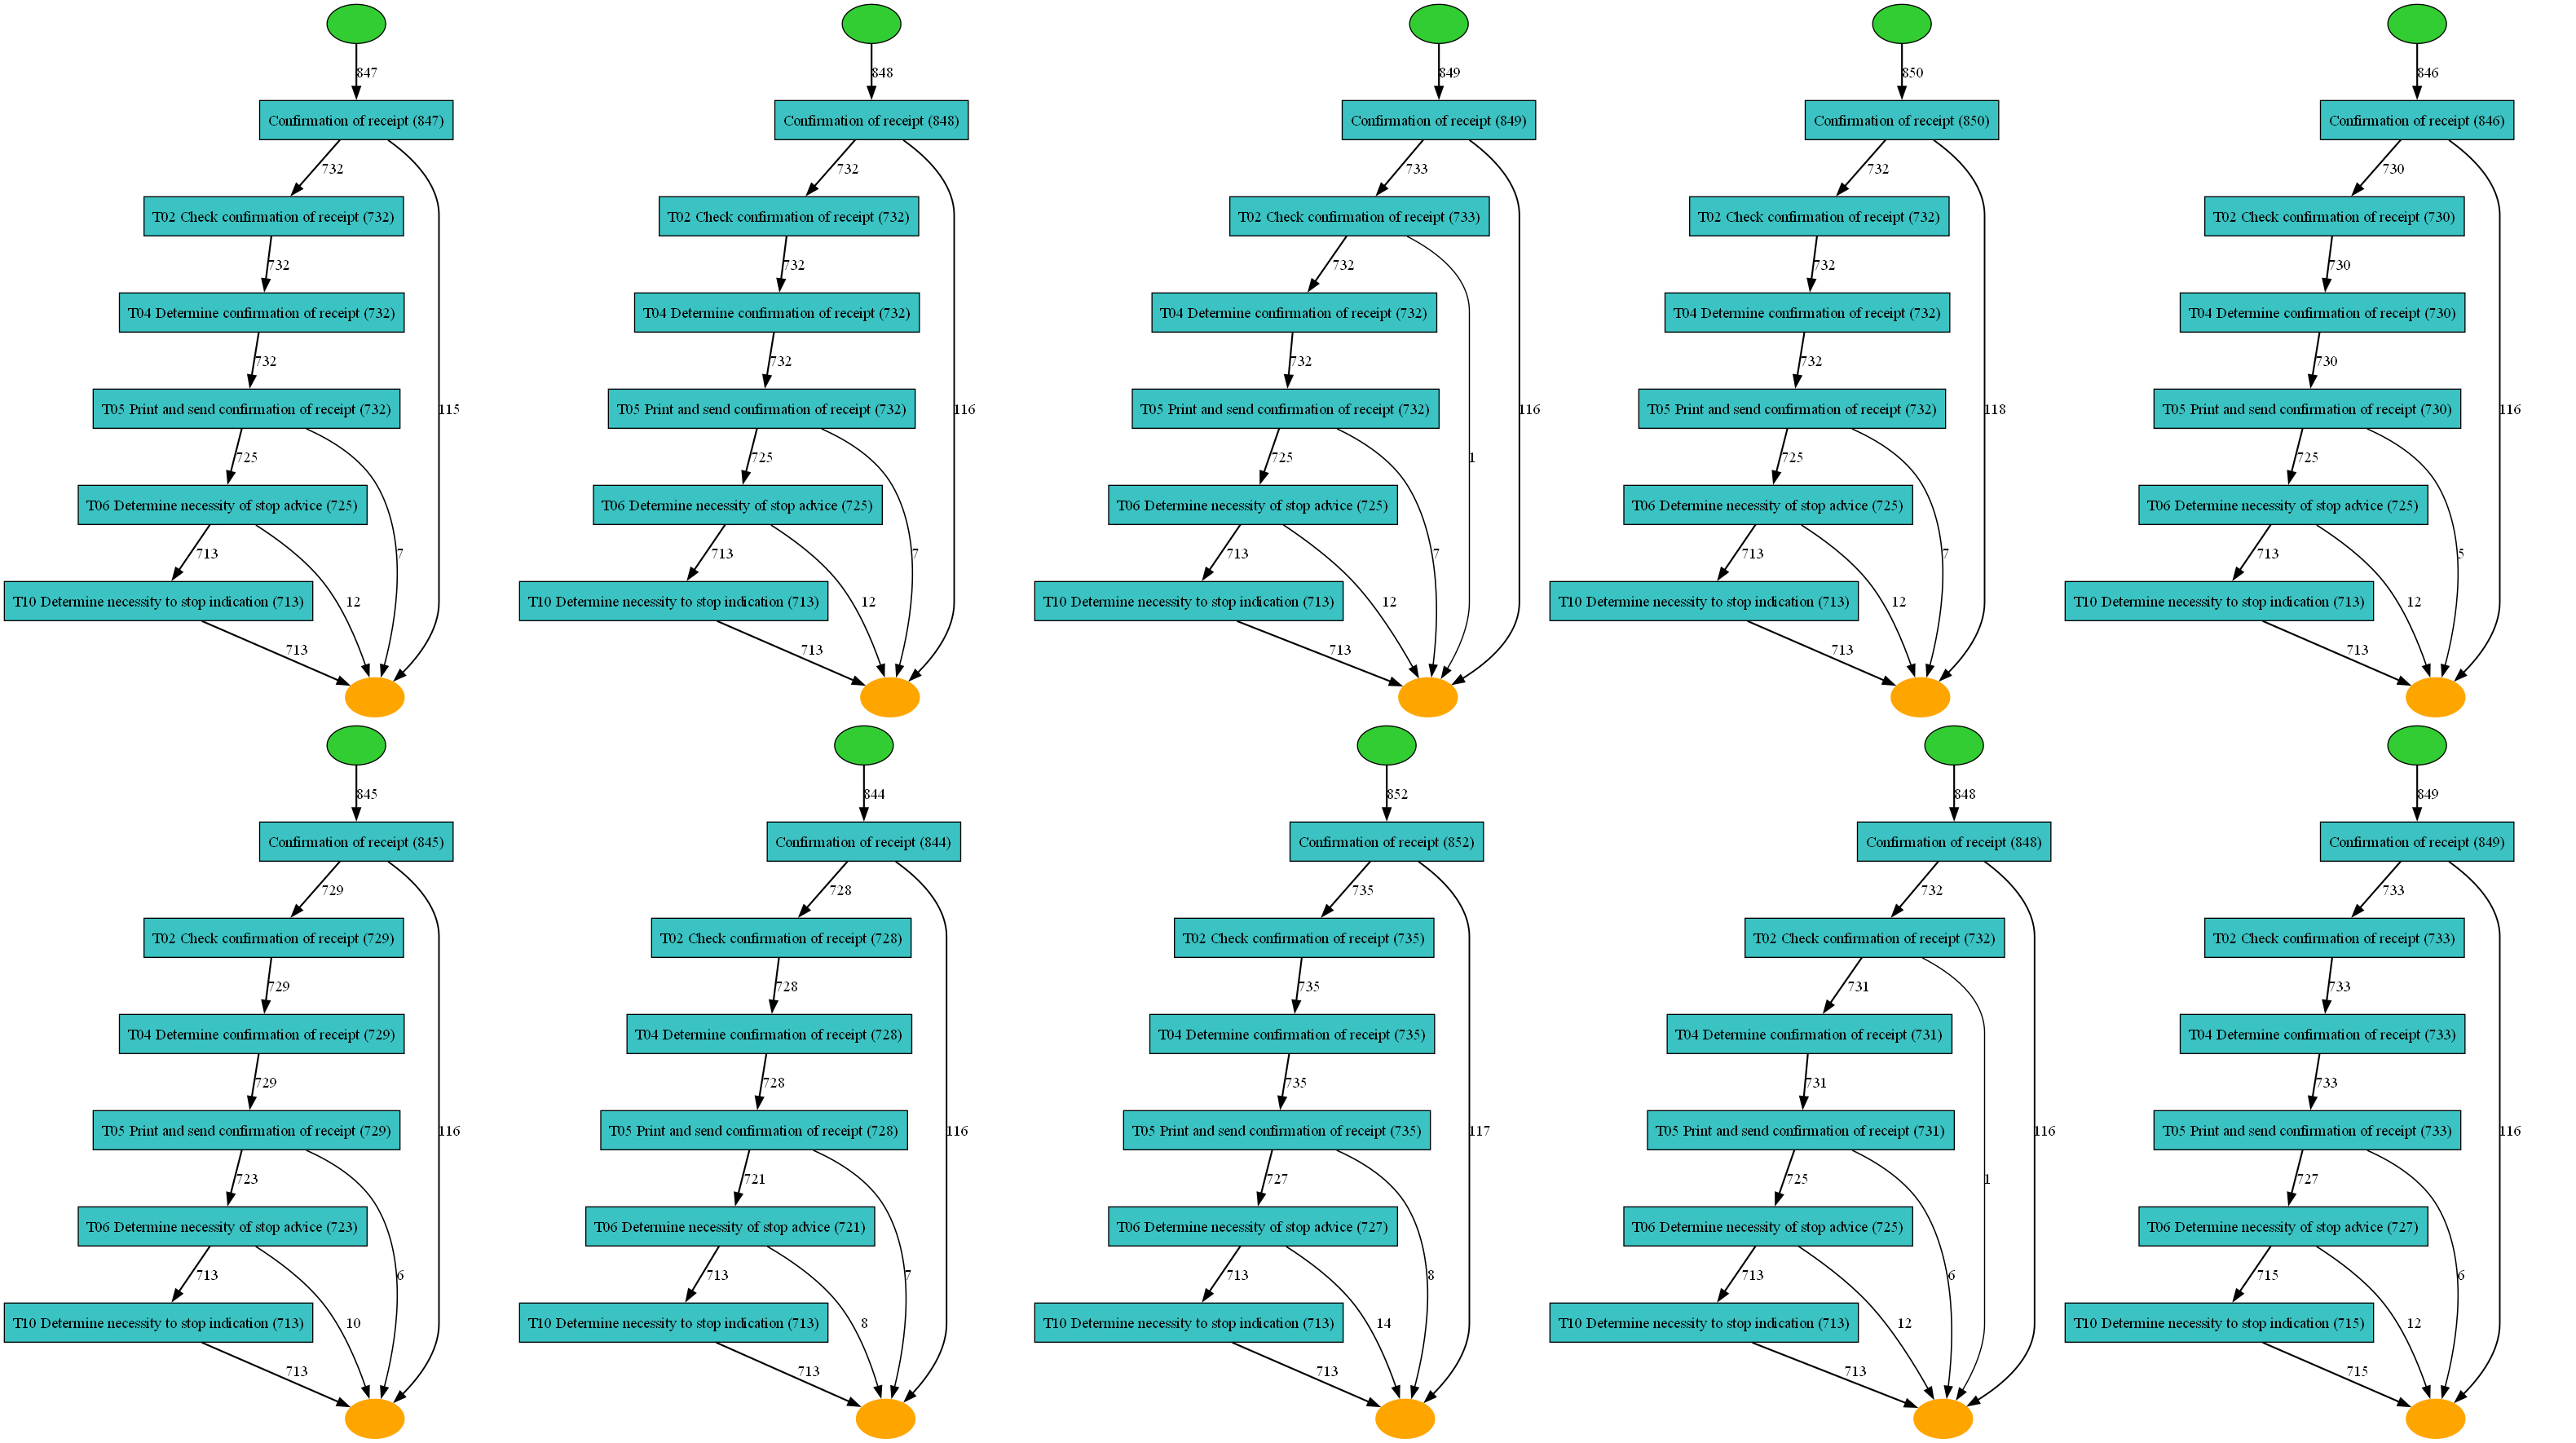 847
Confirmation of receipt (847)
732
T02 Check confirmation of receipt (732)
732
T04 Determine confirmation of receipt (732)
732
T05 Print and send confirmation of receipt (732)
115
725
T06 Determine necessity of stop advice (725)
713
7
T10 Determine necessity to stop indication (713)
12
713
848
Confirmation of receipt (848)
732
T02 Check confirmation of receipt (732)
732
T04 Determine confirmation of receipt (732)
732
T05 Print and send confirmation of receipt (732)
116
725
T06 Determine necessity of stop advice (725)
713
7
T10 Determine necessity to stop indication (713)
12
713
849
Confirmation of receipt (849)
733
T02 Check confirmation of receipt (733)
732
T04 Determine confirmation of receipt (732)
732
T05 Print and send confirmation of receipt (732)
116
725
1
T06 Determine necessity of stop advice (725)
713
7
T10 Determine necessity to stop indication (713)
12
713
850
Confirmation of receipt (850)
732
T02 Check confirmation of receipt (732)
732
T04 Determine confirmation of receipt (732)
732
T05 Print and send confirmation of receipt (732)
118
725
T06 Determine necessity of stop advice (725)
713
7
T10 Determine necessity to stop indication (713)
12
713
846
Confirmation of receipt (846)
730
T02 Check confirmation of receipt (730)
730
T04 Determine confirmation of receipt (730)
730
T05 Print and send confirmation of receipt (730)
116
725
T06 Determine necessity of stop advice (725)
713
5
T10 Determine necessity to stop indication (713)
12
713
845
Confirmation of receipt (845)
729
T02 Check confirmation of receipt (729)
729
T04 Determine confirmation of receipt (729)
729
T05 Print and send confirmation of receipt (729)
116
723
T06 Determine necessity of stop advice (723)
713
6
T10 Determine necessity to stop indication (713)
10
713
844
Confirmation of receipt (844)
728
T02 Check confirmation of receipt (728)
728
T04 Determine confirmation of receipt (728)
728
T05 Print and send confirmation of receipt (728)
116
721
T06 Determine necessity of stop advice (721)
713
7
T10 Determine necessity to stop indication (713)
8
713
852
Confirmation of receipt (852)
735
T02 Check confirmation of receipt (735)
735
T04 Determine confirmation of receipt (735)
735
T05 Print and send confirmation of receipt (735)
117
727
T06 Determine necessity of stop advice (727)
713
8
T10 Determine necessity to stop indication (713)
14
713
848
Confirmation of receipt (848)
732
T02 Check confirmation of receipt (732)
731
T04 Determine confirmation of receipt (731)
731
T05 Print and send confirmation of receipt (731)
116
725
1
T06 Determine necessity of stop advice (725)
713
6
T10 Determine necessity to stop indication (713)
12
713
849
Confirmation of receipt (849)
733
T02 Check confirmation of receipt (733)
733
T04 Determine confirmation of receipt (733)
733
T05 Print and send confirmation of receipt (733)
116
727
T06 Determine necessity of stop advice (727)
715
6
T10 Determine necessity to stop indication (715)
12
715